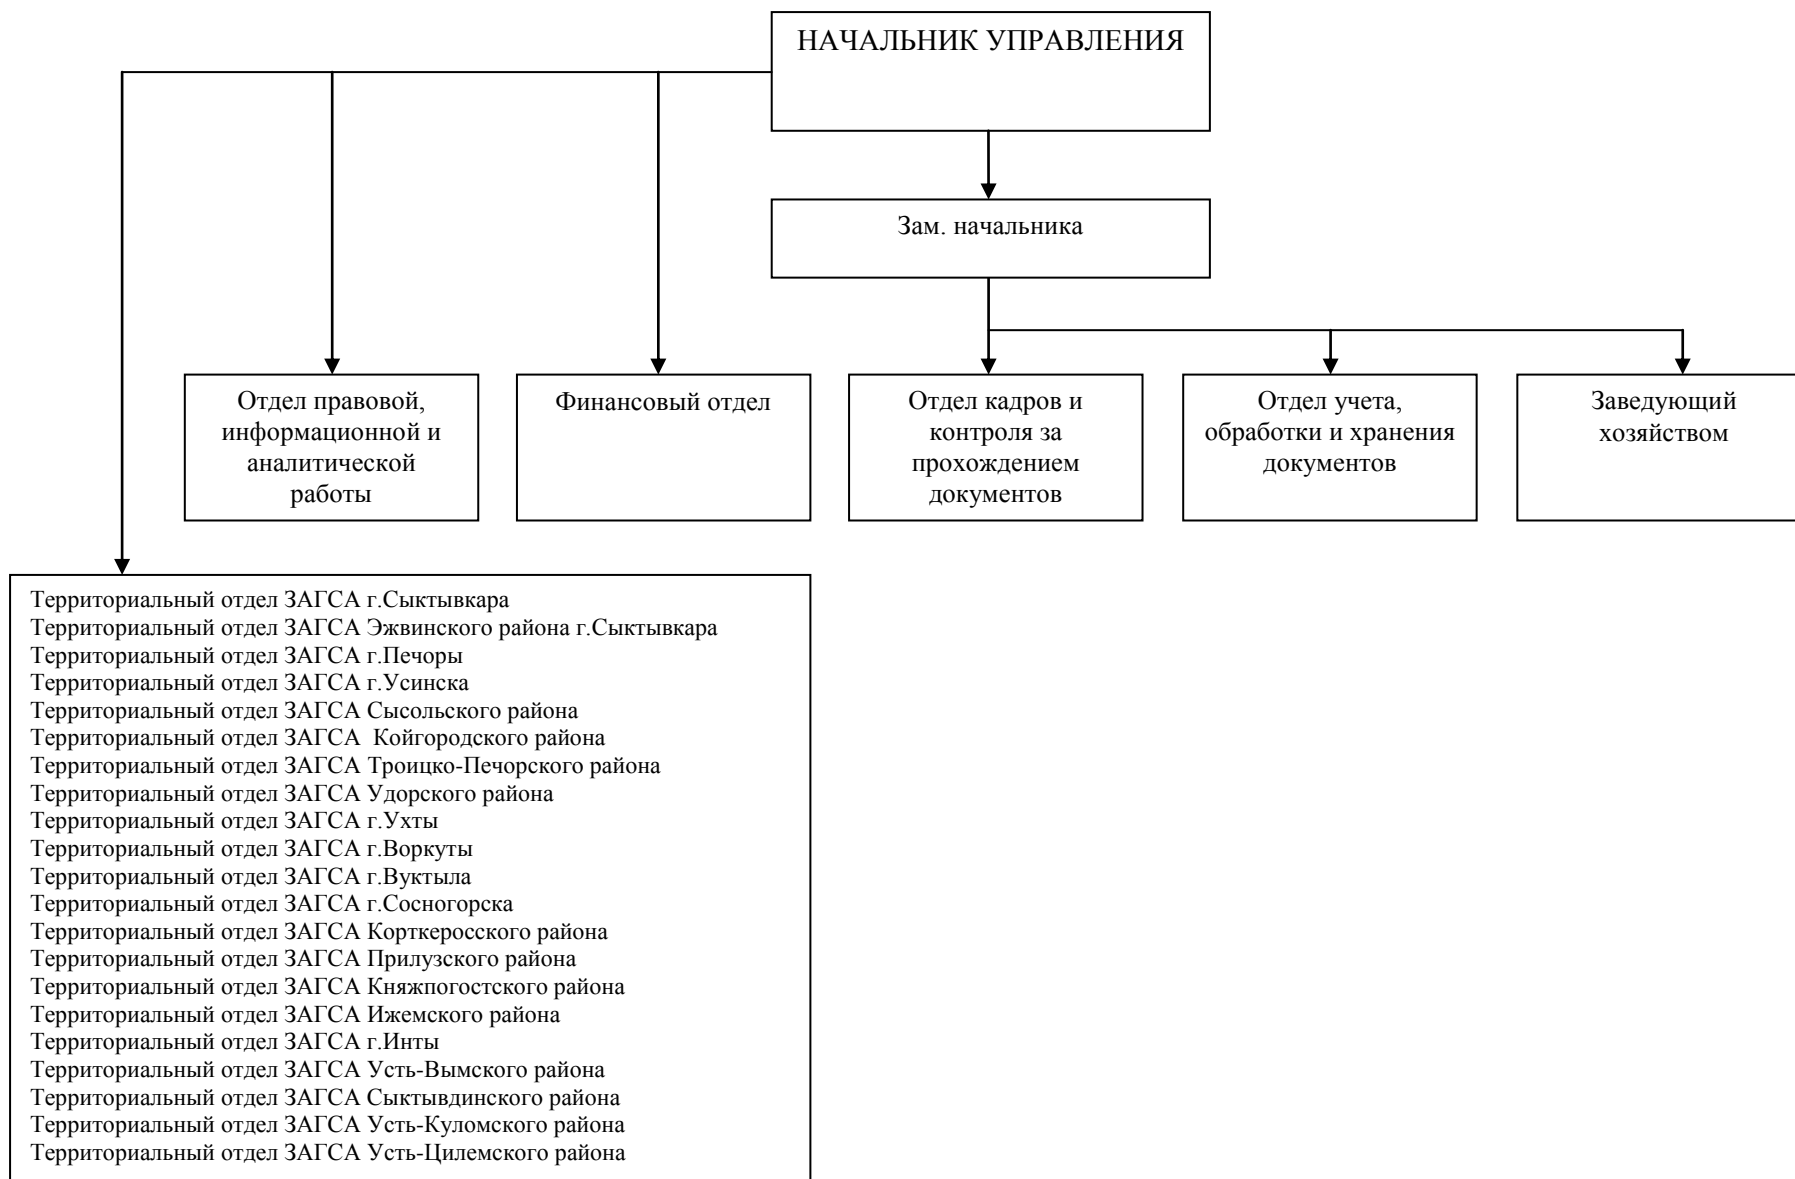 НАЧАЛЬНИК УПРАВЛЕНИЯ
Зам. начальника
Отдел правовой,
информационной и
аналитической
работы
Финансовый отдел
Отдел кадров и
контроля за
прохождением
документов
Отдел учета,
обработки и хранения
документов
Заведующий
хозяйством
Территориальный отдел ЗАГСА г.Сыктывкара
Территориальный отдел ЗАГСА Эжвинского района г.Сыктывкара
Территориальный отдел ЗАГСА г.Печоры
Территориальный отдел ЗАГСА г.Усинска
Территориальный отдел ЗАГСА Сысольского района
Территориальный отдел ЗАГСА  Койгородского района
Территориальный отдел ЗАГСА Троицко-Печорского района
Территориальный отдел ЗАГСА Удорского района
Территориальный отдел ЗАГСА г.Ухты
Территориальный отдел ЗАГСА г.Воркуты
Территориальный отдел ЗАГСА г.Вуктыла
Территориальный отдел ЗАГСА г.Сосногорска
Территориальный отдел ЗАГСА Корткеросского района
Территориальный отдел ЗАГСА Прилузского района
Территориальный отдел ЗАГСА Княжпогостского района
Территориальный отдел ЗАГСА Ижемского района
Территориальный отдел ЗАГСА г.Инты
Территориальный отдел ЗАГСА Усть-Вымского района
Территориальный отдел ЗАГСА Сыктывдинского района
Территориальный отдел ЗАГСА Усть-Куломского района
Территориальный отдел ЗАГСА Усть-Цилемского района